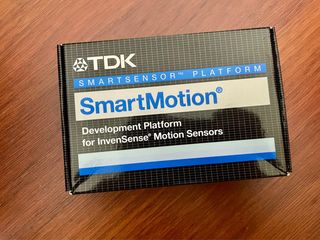 TDK
SMARTSENSOR™ PLATFORM
SmartMotion®
Development Platform
for InvenSense® Motion Sensors